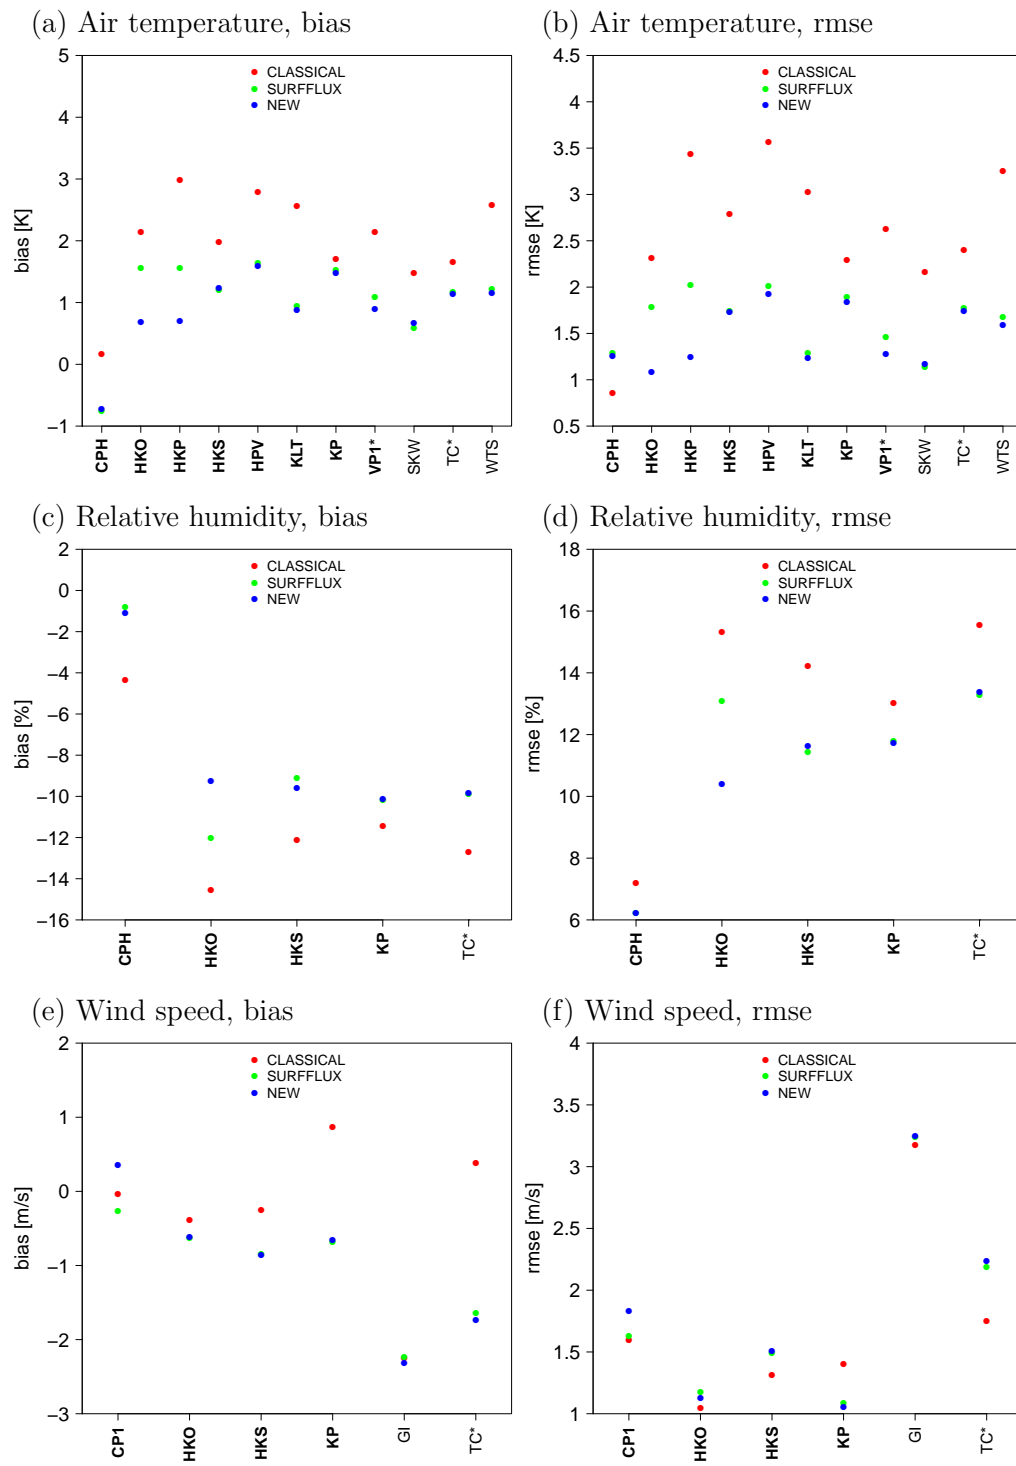 (a) Air temperature, bias
5
4
3
2
1
0
−1
bias [K]
CLASSICAL
SURFFLUX
NEW
CPH
HKO
HKP
HKS
HPV
KLT
KP
VP1*
SKW
TC*
WTS
(b) Air temperature, rmse
4.5
4
3.5
3
2.5
2
1.5
1
0.5
rmse [K]
CLASSICAL
SURFFLUX
NEW
CPH
HKO
HKP
HKS
HPV
KLT
KP
VP1*
SKW
TC*
WTS
(c) Relative humidity, bias
2
0
−2
−4
−6
−8
−10
−12
−14
−16
bias [%]
CLASSICAL
SURFFLUX
NEW
CPH
HKO
HKS
KP
TC*
(d) Relative humidity, rmse
18
16
14
12
10
8
6
rmse [%]
CLASSICAL
SURFFLUX
NEW
CPH
HKO
HKS
KP
TC*
(e) Wind speed, bias
2
1
0
−1
−2
−3
bias [m/s]
CLASSICAL
SURFFLUX
NEW
CP1
HKO
HKS
KP
GI
TC*
(f) Wind speed, rmse
4
3.5
3
2.5
2
1.5
1
rmse [m/s]
CLASSICAL
SURFFLUX
NEW
CP1
HKO
HKS
KP
GI
TC*